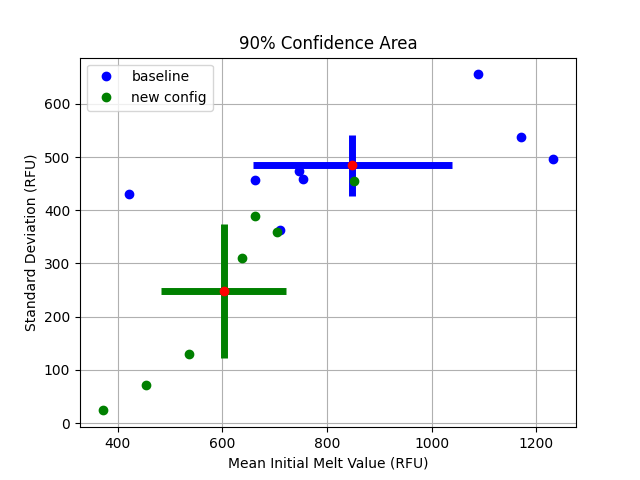 90% Confidence Area
baseline
new config
Standard Deviation (RFU)
600
500
400
300
200
100
0
400 600 800 1000 1200
Mean Initial Melt Value (RFU)